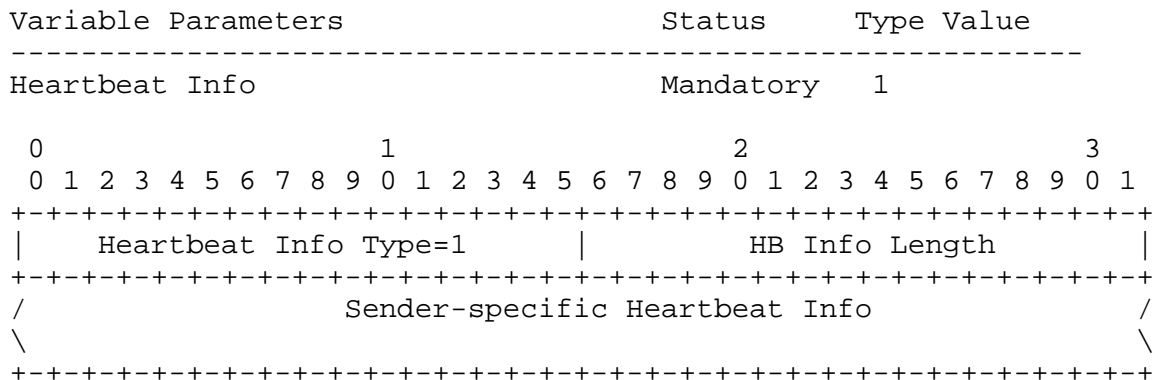 Variable Parameters                  Status     Type Value
-------------------------------------------------------------
Heartbeat Info                       Mandatory   1

 0                   1                   2                   3
 0 1 2 3 4 5 6 7 8 9 0 1 2 3 4 5 6 7 8 9 0 1 2 3 4 5 6 7 8 9 0 1
+-+-+-+-+-+-+-+-+-+-+-+-+-+-+-+-+-+-+-+-+-+-+-+-+-+-+-+-+-+-+-+-+
|    Heartbeat Info Type=1      |         HB Info Length        |
+-+-+-+-+-+-+-+-+-+-+-+-+-+-+-+-+-+-+-+-+-+-+-+-+-+-+-+-+-+-+-+-+
/                  Sender-specific Heartbeat Info               /
\                                                               \
+-+-+-+-+-+-+-+-+-+-+-+-+-+-+-+-+-+-+-+-+-+-+-+-+-+-+-+-+-+-+-+-+